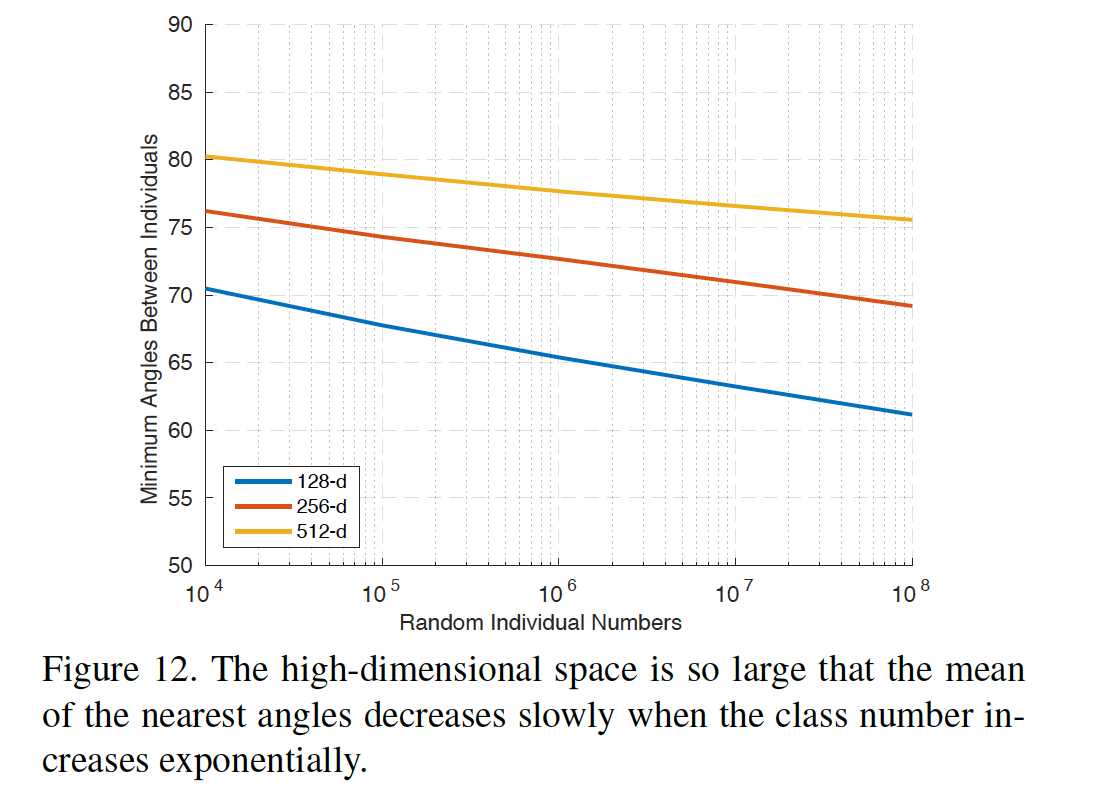 90
85
80
75
70
65
60
55
50
Minimum Angles Between Individuals
128-d
256-d
512-d
10^4 10^5 10^6 10^7 10^8
Random Individual Numbers
Figure 12. The high-dimensional space is so large that the mean
of the nearest angles decreases slowly when the class number in-
creases exponentially.